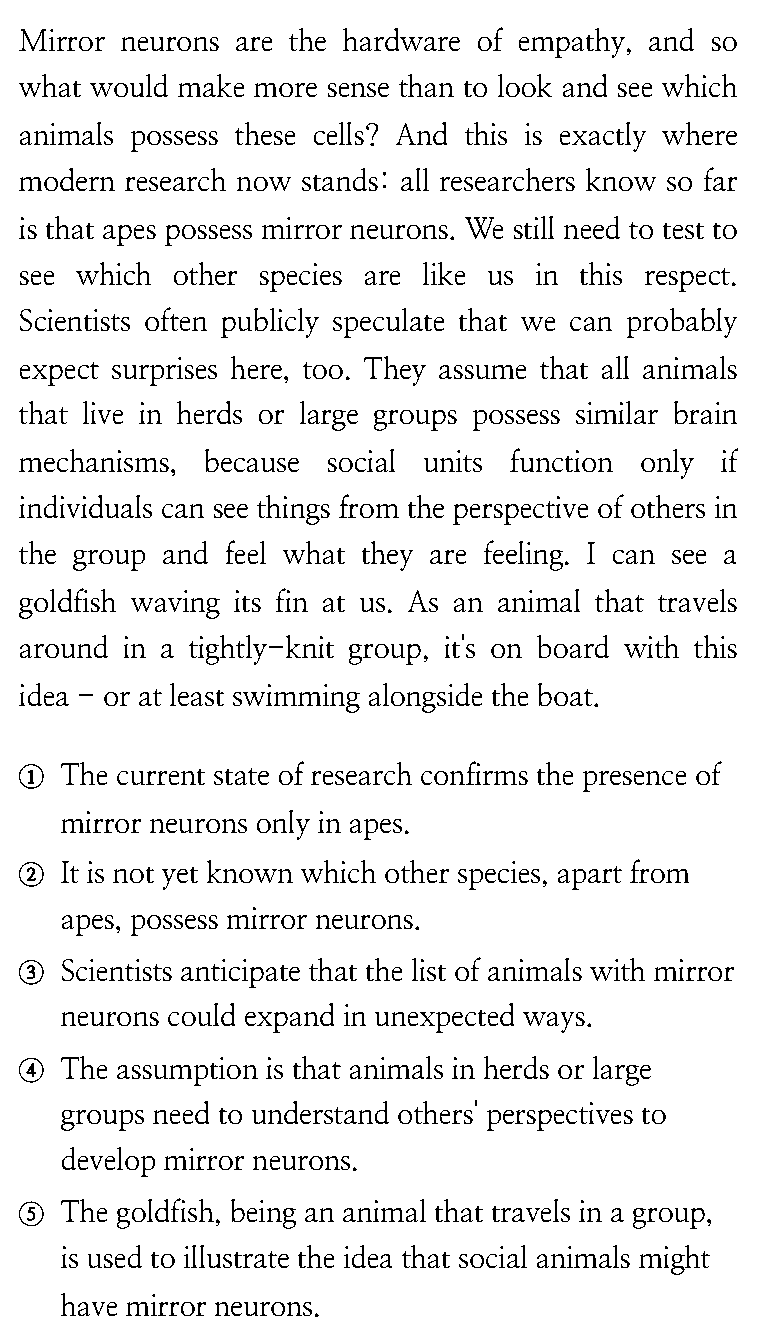 Mirror neurons are the hardware of empathy, and so
what would make more sense than to look and see which
animals possess these cells? And this is exactly where
modern research now stands: all researchers know so far
is that apes possess mirror neurons. We still need to test to
see which other species are like us in this respect.
Scientists often publicly speculate that we can probably
expect surprises here, too. They assume that all animals
that live in herds or large groups possess similar brain
mechanisms, because social units function only if
individuals can see things from the perspective of others in
the group and feel what they are feeling. I can see a
goldfish waving its fin at us. As an animal that travels
around in a tightly-knit group, it's on board with this
idea - or at least swimming alongside the boat.
① The current state of research confirms the presence of
mirror neurons only in apes.
② It is not yet known which other species, apart from
apes, possess mirror neurons.
③ Scientists anticipate that the list of animals with mirror
neurons could expand in unexpected ways.
④ The assumption is that animals in herds or large
groups need to understand others' perspectives to
develop mirror neurons.
⑤ The goldfish, being an animal that travels in a group,
is used to illustrate the idea that social animals might
have mirror neurons.